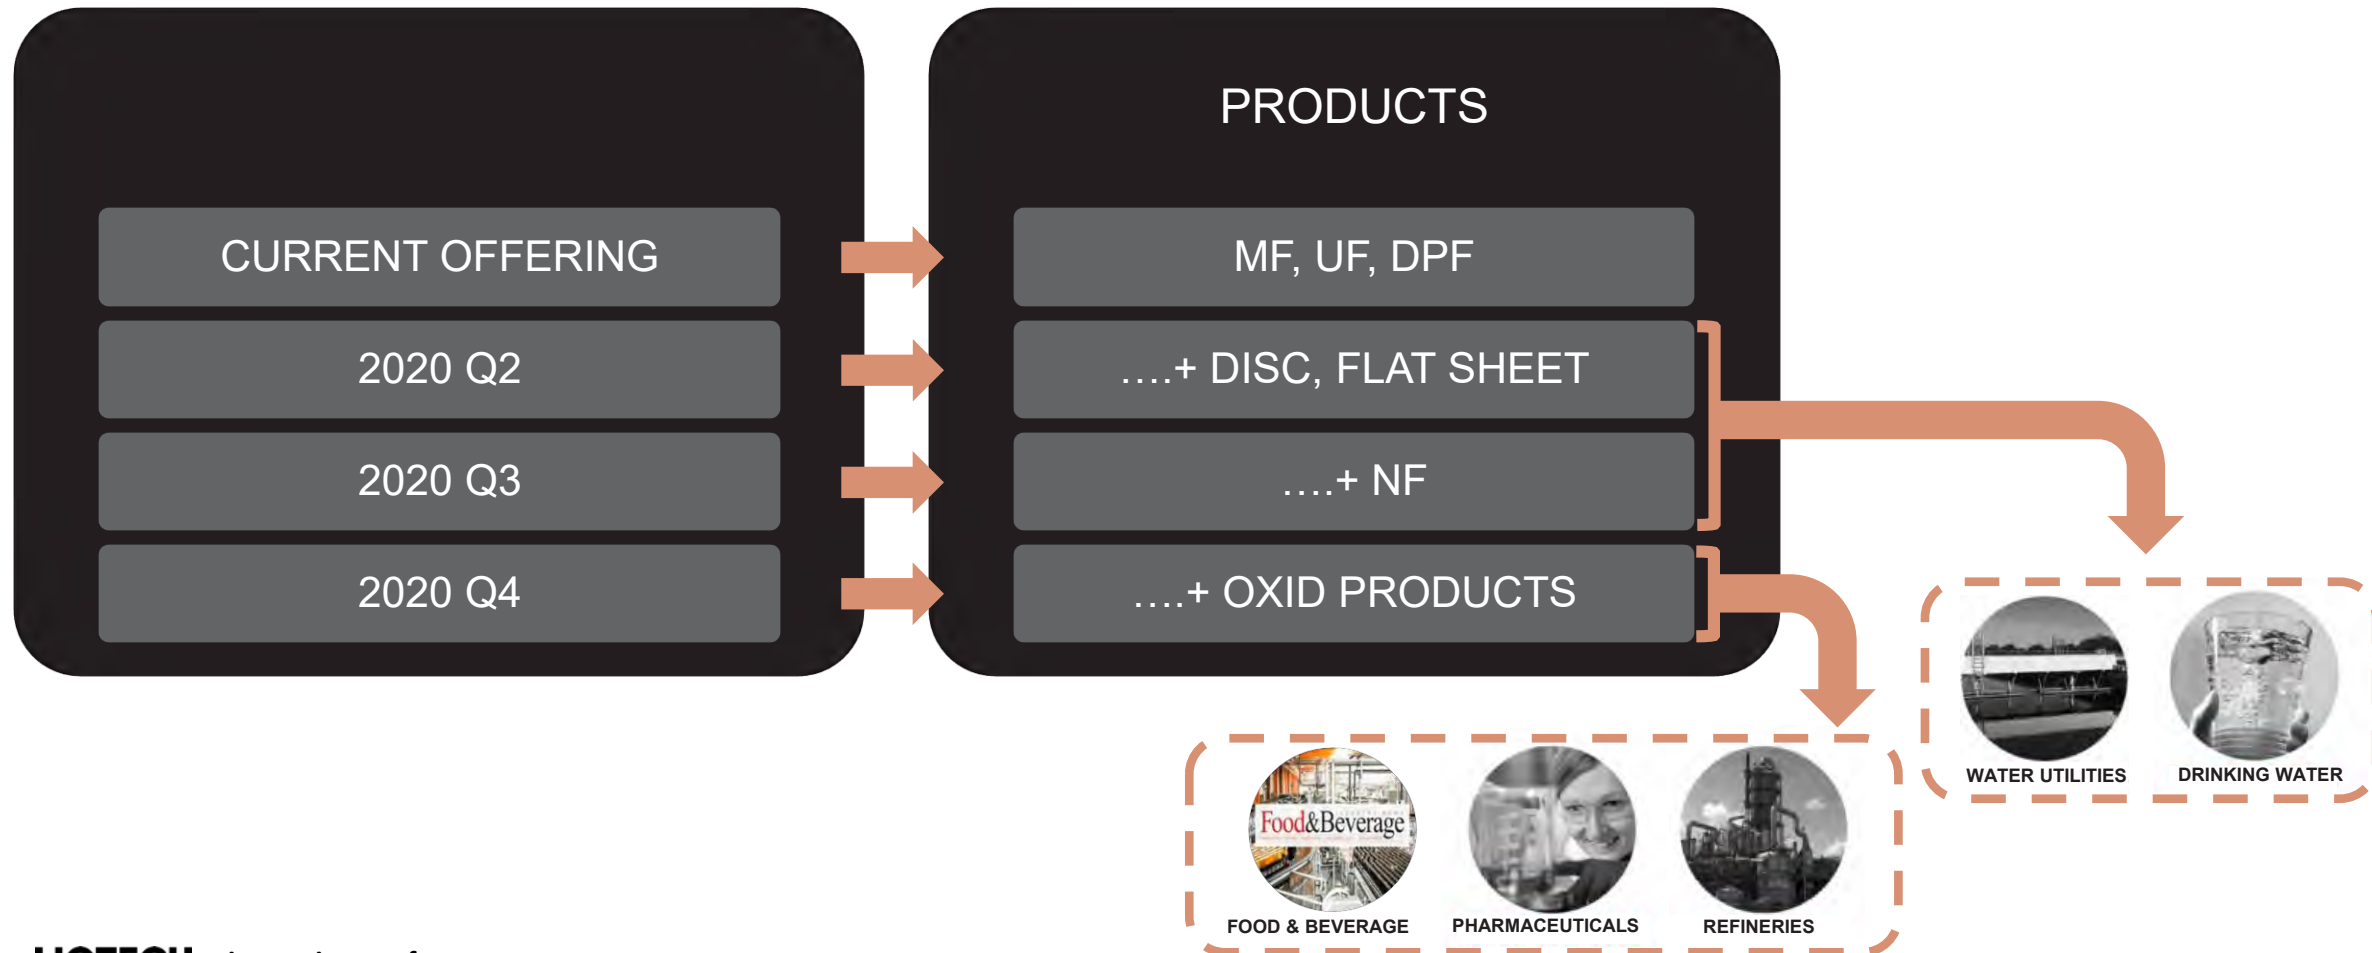 PRODUCTS
CURRENT OFFERING
MF, UF, DPF
2020 Q2
....+ DISC, FLAT SHEET
2020 Q3
....+ NF
2020 Q4
....+ OXID PRODUCTS
WATER UTILITIES
DRINKING WATER
Food&Beverage
FOOD & BEVERAGE
PHARMACEUTICALS
REFINERIES